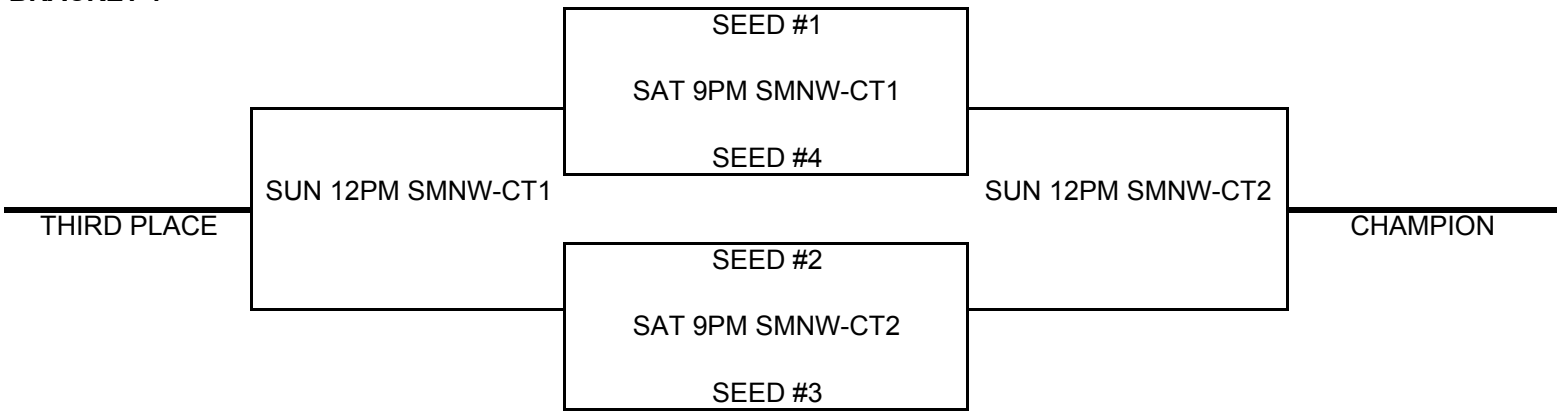 SEED #1
SAT 9PM SMNW-CT1
SEED #4
SUN 12PM SMNW-CT1
SUN 12PM SMNW-CT2
THIRD PLACE
CHAMPION
SEED #2
SAT 9PM SMNW-CT2
SEED #3